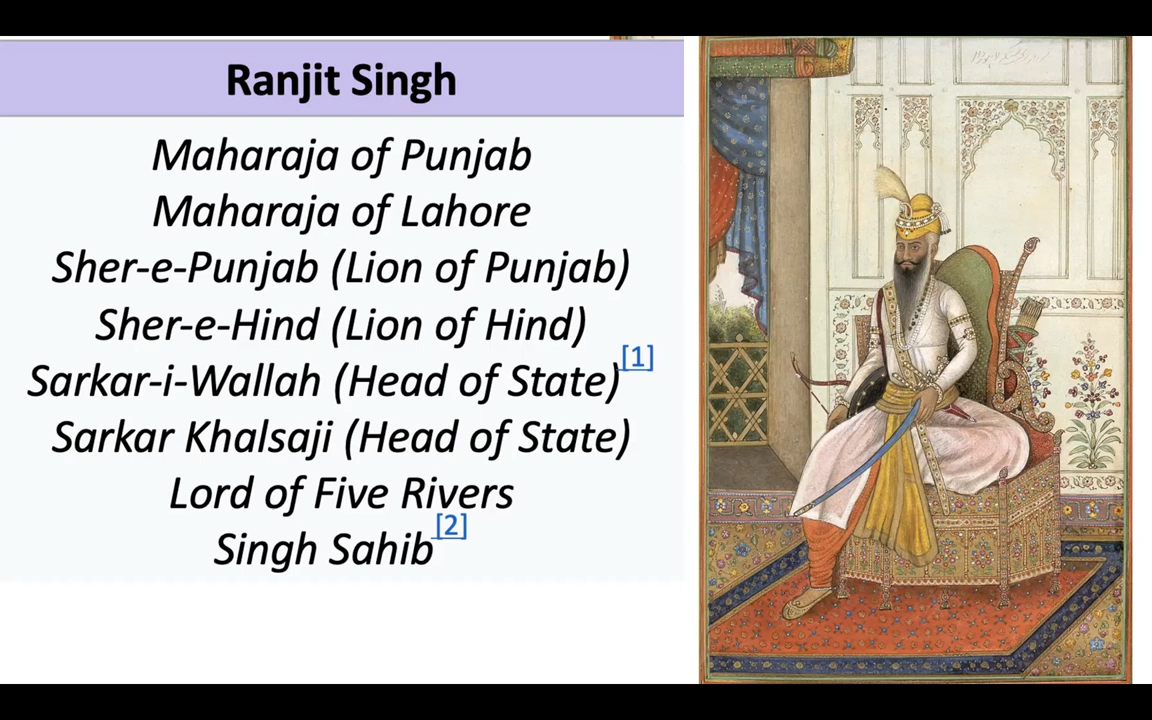 Ranjit Singh
Maharaja of Punjab
Maharaja of Lahore
Sher-e-Punjab (Lion of Punjab)
Sher-e-Hind (Lion of Hind)
Sarkar-i-Wallah (Head of State)[1]
Sarkar Khalsaji (Head of State)
Lord of Five Rivers
Singh Sahib[2]